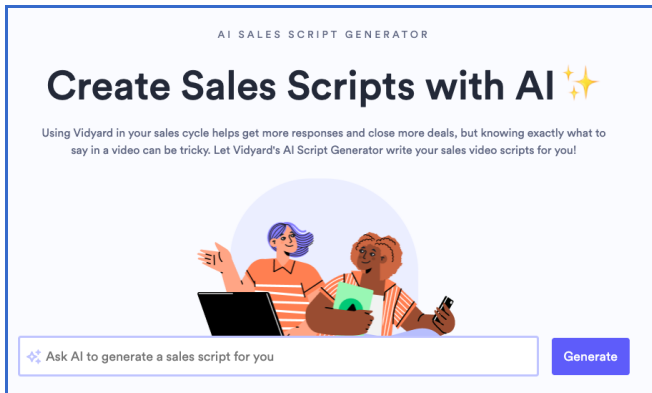 AI SALES SCRIPT GENERATOR
Create Sales Scripts with AI
Using Vidyard in your sales cycle helps get more responses and close more deals, but knowing exactly what to
say in a video can be tricky. Let Vidyard's AI Script Generator write your sales video scripts for you!
Ask AI to generate a sales script for you
Generate